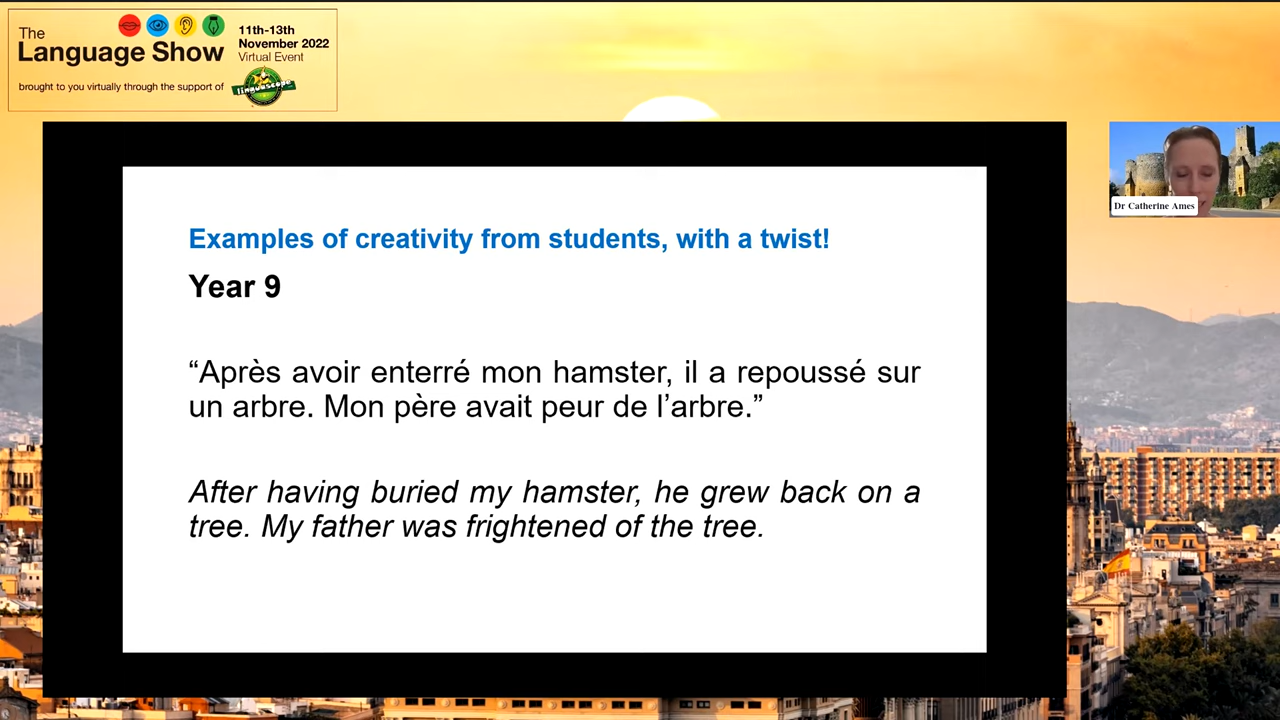 The
Language Show
11th-13th
November 2022
Virtual Event
brought to you virtually through the support of
linguascope
Dr Catherine Ames
Examples of creativity from students, with a twist!
Year 9
“Après avoir enterré mon hamster, il a repoussé sur
un arbre. Mon père avait peur de l’arbre.”
After having buried my hamster, he grew back on a
tree. My father was frightened of the tree.